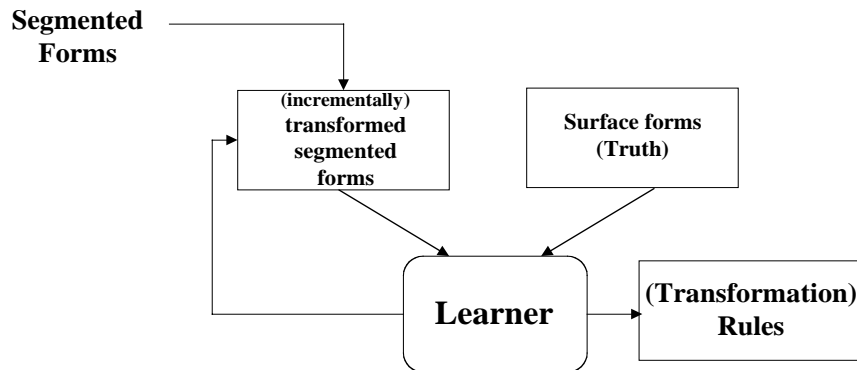 Segmented
Forms
(incrementally)
transformed
segmented
forms
Surface forms
(Truth)
Learner
(Transformation)
Rules